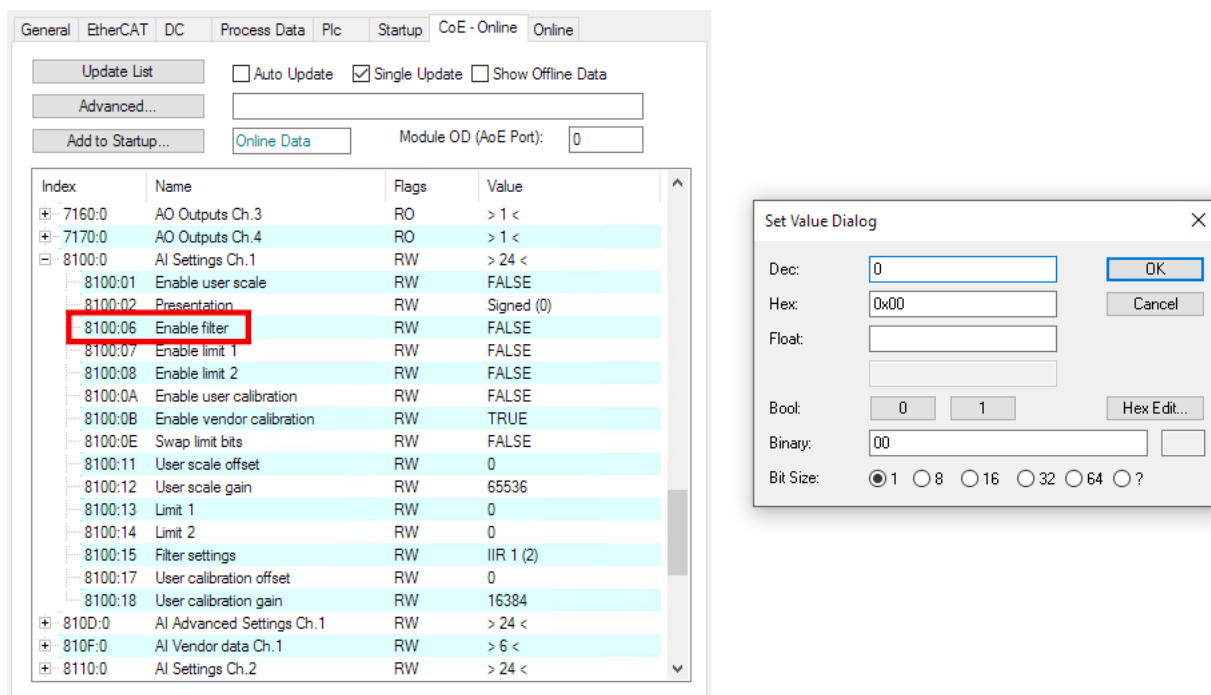 General EtherCAT DC Process Data Plc Startup CoE - Online Online
Update List Auto Update Single Update Show Offline Data
Advanced...
Add to Startup... Online Data Module OD (AoE Port): 0
Index Name Flags Value
7160:0 AO Outputs Ch.3 RO > 1 <
7170:0 AO Outputs Ch.4 RO > 1 <
8100:0 AI Settings Ch.1 RW > 24 <
8100:01 Enable user scale RW FALSE
8100:02 Presentation RW Signed (0)
8100:06 Enable filter RW FALSE
8100:07 Enable limit 1 RW FALSE
8100:08 Enable limit 2 RW FALSE
8100:0A Enable user calibration RW FALSE
8100:0B Enable vendor calibration RW TRUE
8100:0E Swap limit bits RW FALSE
8100:11 User scale offset RW 0
8100:12 User scale gain RW 65536
8100:13 Limit 1 RW 0
8100:14 Limit 2 RW 0
8100:15 Filter settings RW IIR 1 (2)
8100:17 User calibration offset RW 0
8100:18 User calibration gain RW 16384
810D:0 AI Advanced Settings Ch.1 RW > 24 <
810F:0 AI Vendor data Ch.1 RW > 6 <
8110:0 AI Settings Ch.2 RW > 24 <
Set Value Dialog
Dec: 0 OK
Hex: 0x00 Cancel
Float:
Bool: 0 1 Hex Edit...
Binary: 00
Bit Size: 1 8 16 32 64 ?